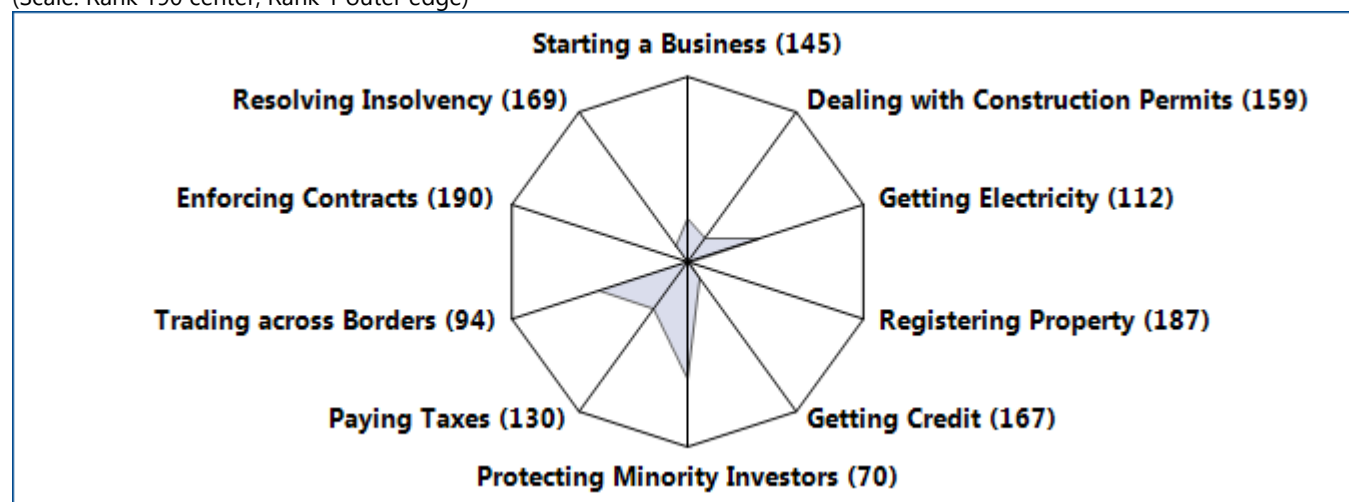 (Scale: Rank 190 center, Rank 1 outer edge)
Starting a Business (145)
Resolving Insolvency (169)
Dealing with Construction Permits (159)
Enforcing Contracts (190)
Getting Electricity (112)
Trading across Borders (94)
Registering Property (187)
Paying Taxes (130)
Getting Credit (167)
Protecting Minority Investors (70)